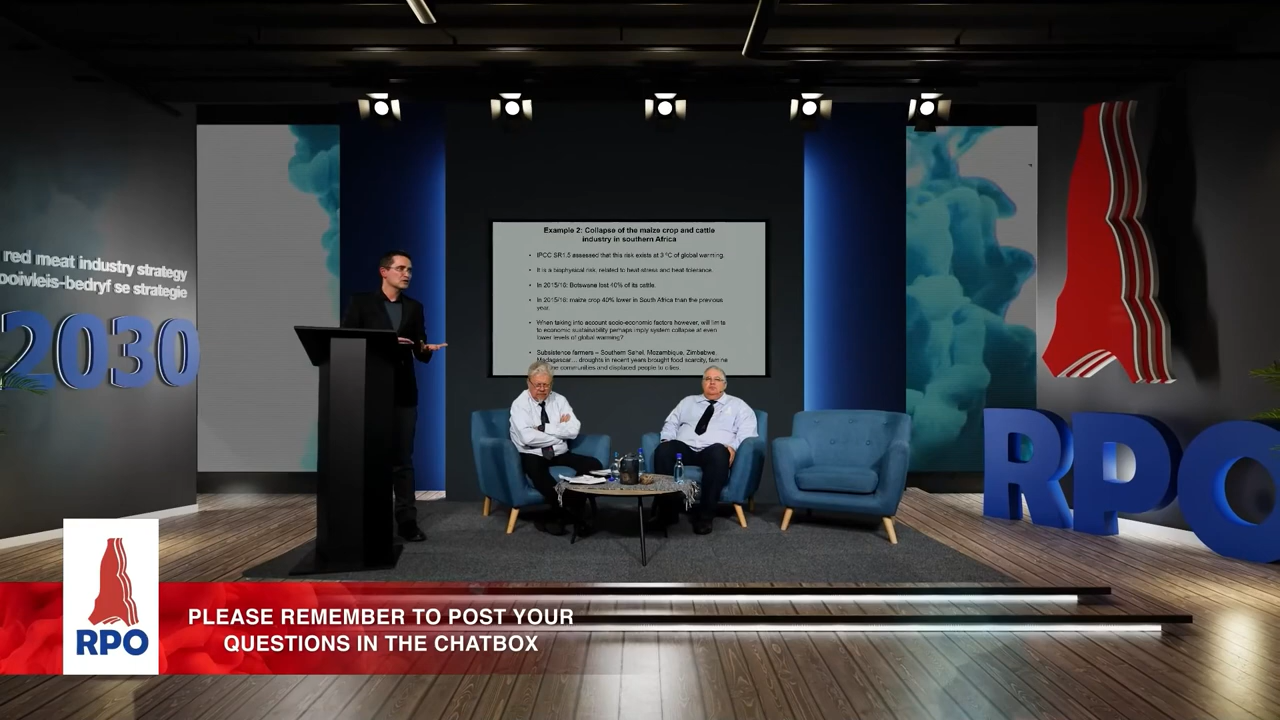 red meat industry strategy
ooivleis-bedryf se strategie
2030
Example 2: Collapse of the maize crop and cattle
industry in southern Africa
• IPCC SR1.5 assessed that this risk exists at 3 °C of global warming.
• It is a biophysical risk, related to heat stress and heat tolerance.
• In 2015/16: Botswana lost 40% of its cattle.
• In 2015/16: maize crop 40% lower in South Africa than the previous
year.
• When taking into account socio-economic factors however, will limits
to economic sustainability perhaps imply system collapse at even
lower levels of global warming?
• Subsistence farmers – Southern Sahel, Mozambique, Zimbabwe,
Madagascar… droughts in recent years brought food scarcity, famine
communities and displaced people to cities
RPO
RPO
PLEASE REMEMBER TO POST YOUR
QUESTIONS IN THE CHATBOX